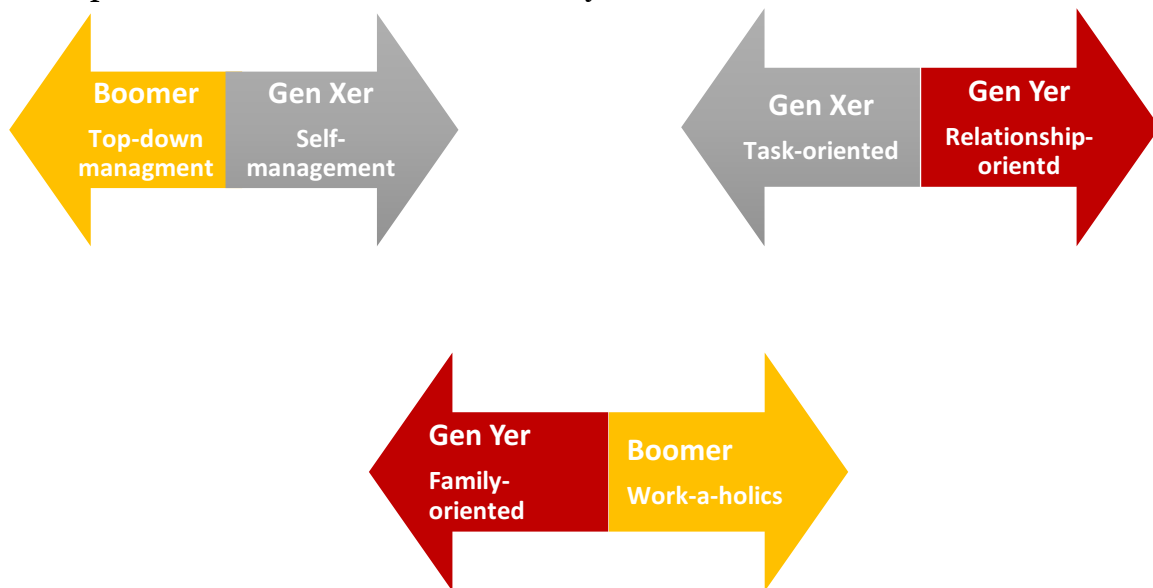 Boomer
Top-down
managment
Gen Xer
Self-
management
Gen Xer
Task-oriented
Gen Yer
Relationship-
orientd
Gen Yer
Family-
oriented
Boomer
Work-a-holics